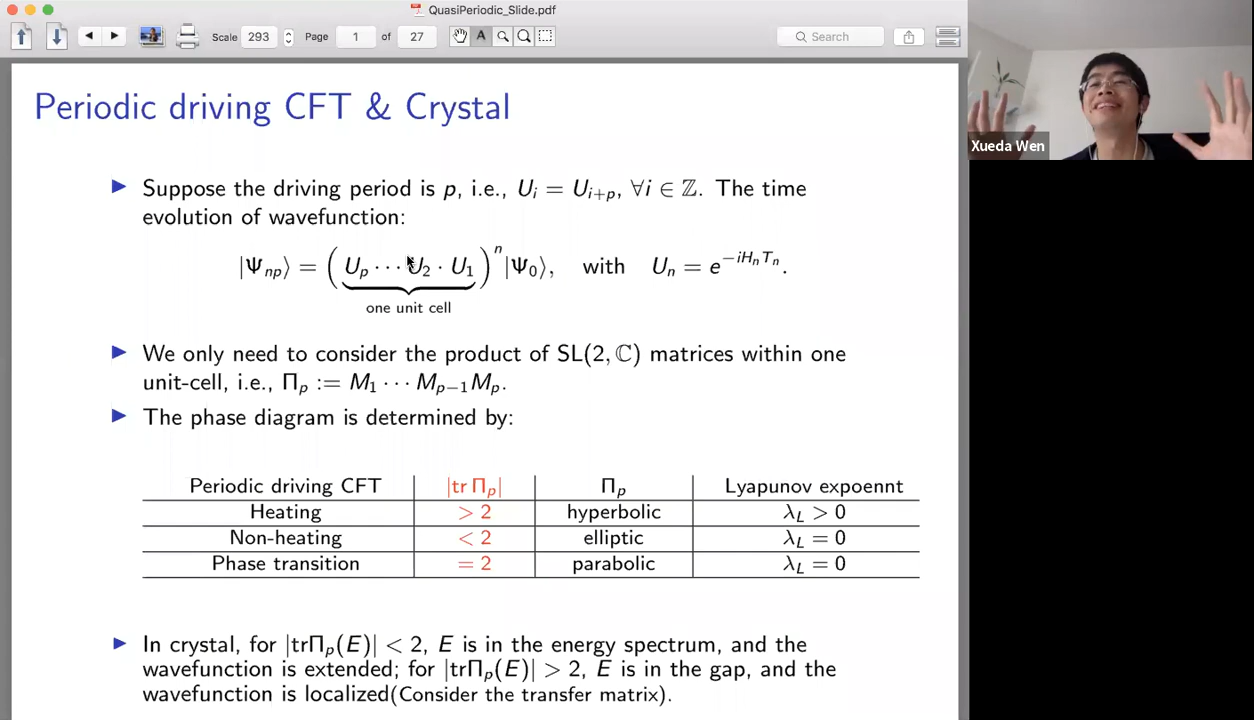 QuasiPeriodic_Slide.pdf
Scale 293 Page 1 of 27 A Search
Periodic driving CFT & Crystal
Suppose the driving period is p, i.e., U_i = U_{i+p}, ∀i ∈ ℤ. The time
evolution of wavefunction:
|Ψ_{np}⟩ = (U_p ⋯ U_2 · U_1)^n |Ψ_0⟩, with U_n = e^{−iH_nT_n}.
one unit cell
We only need to consider the product of SL(2, ℂ) matrices within one
unit-cell, i.e., Π_p := M_1 ⋯ M_{p−1}M_p.
The phase diagram is determined by:
Periodic driving CFT |tr Π_p| Π_p Lyapunov expoennt
Heating > 2 hyperbolic λ_L > 0
Non-heating < 2 elliptic λ_L = 0
Phase transition = 2 parabolic λ_L = 0
In crystal, for |trΠ_p(E)| < 2, E is in the energy spectrum, and the
wavefunction is extended; for |trΠ_p(E)| > 2, E is in the gap, and the
wavefunction is localized(Consider the transfer matrix).
Xueda Wen